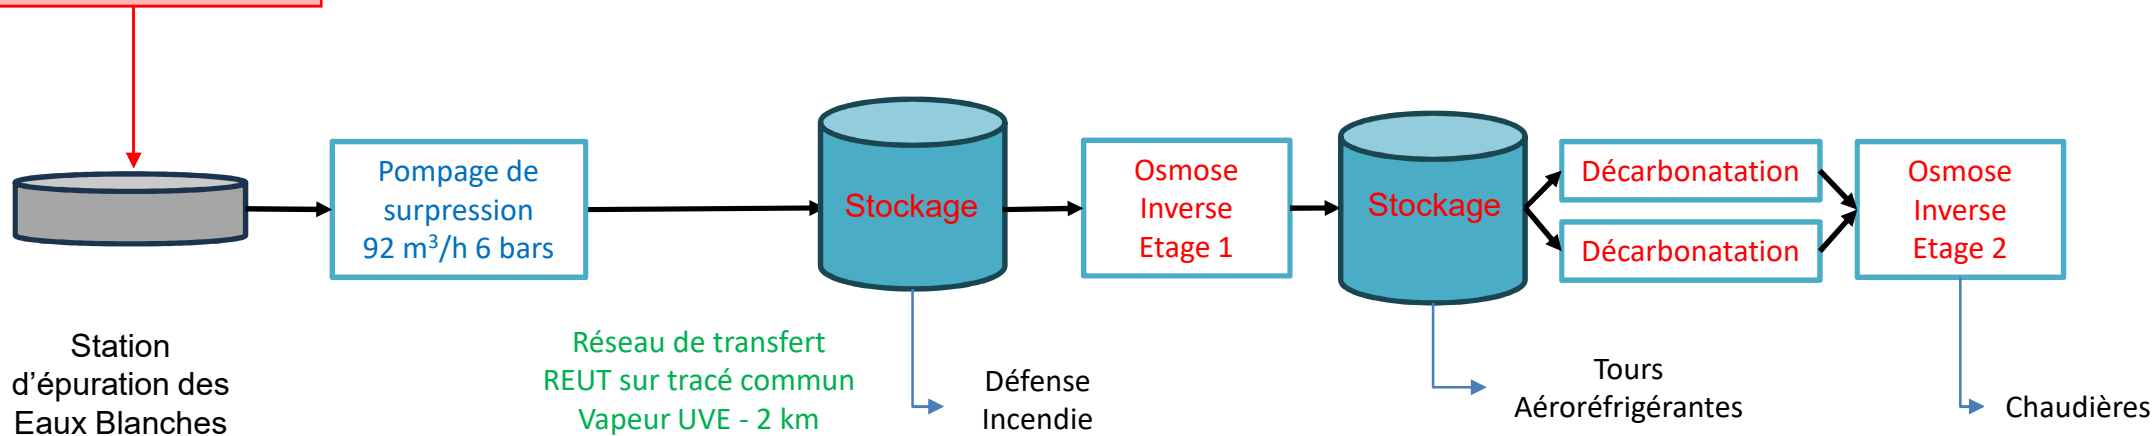 Station
d'épuration des
Eaux Blanches
Pompage de
surpression
92 m³/h 6 bars
Réseau de transfert
REUT sur tracé commun
Vapeur UVE - 2 km
Stockage
Défense
Incendie
Osmose
Inverse
Etage 1
Stockage
Tours
Aéroréfrigérantes
Décarbonatation
Décarbonatation
Osmose
Inverse
Etage 2
Chaudières